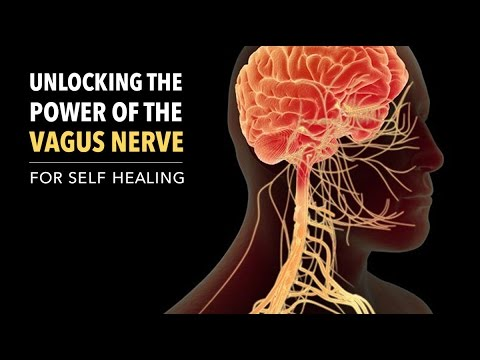 UNLOCKING THE
POWER OF THE
VAGUS NERVE
FOR SELF HEALING